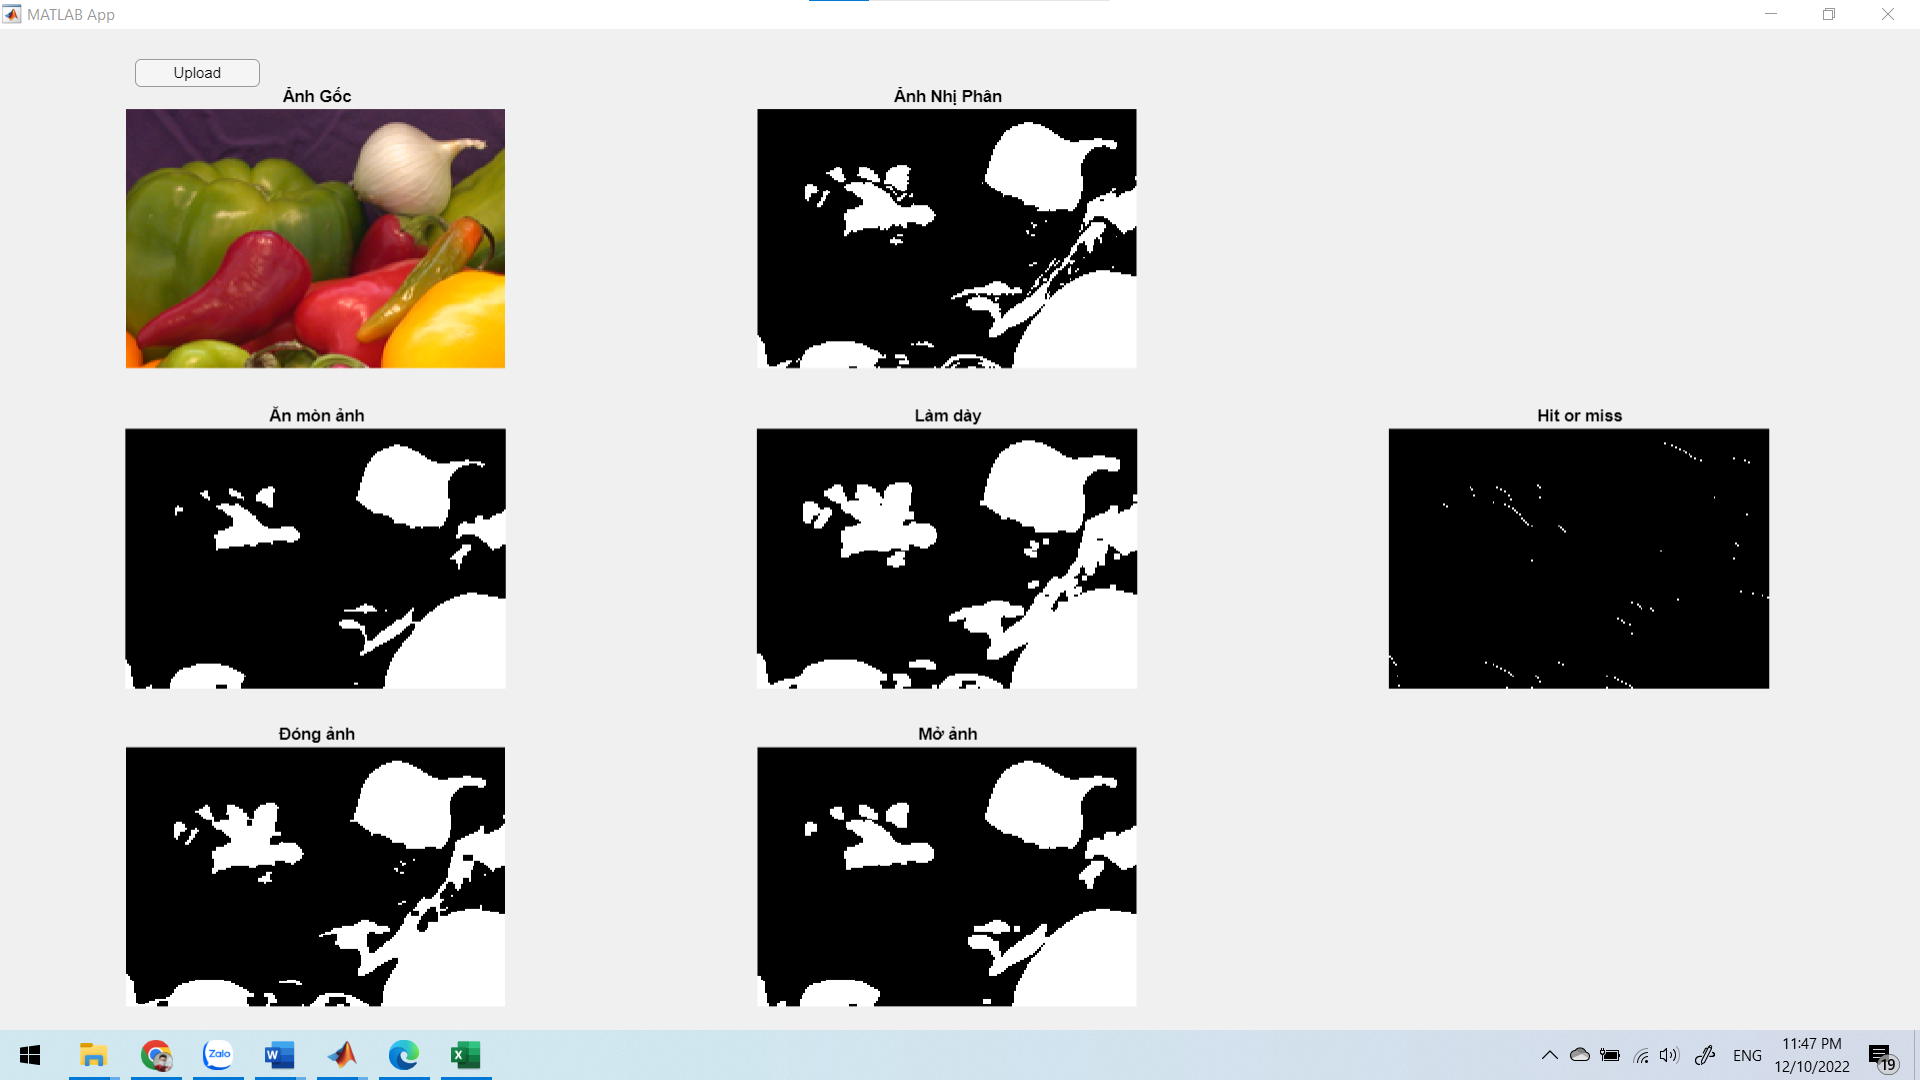 MATLAB App
Upload
Ảnh Gốc
Ảnh Nhị Phân
Ăn mòn ảnh
Làm dày
Hit or miss
Đóng ảnh
Mở ảnh
Zalo
W
X
ENG
11:47 PM
12/10/2022
19